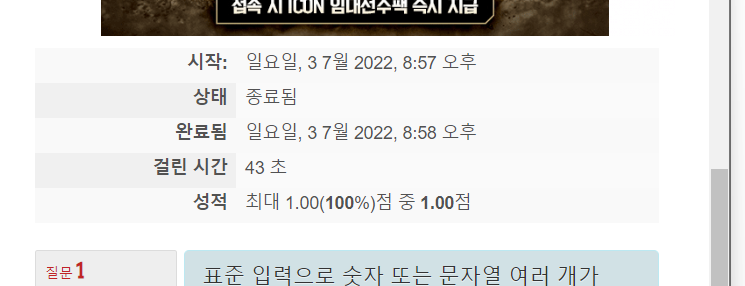 접속 시 ICON 임대선수팩 즉시 지급
시작: 일요일, 3 7월 2022, 8:57 오후
상태 종료됨
완료됨 일요일, 3 7월 2022, 8:58 오후
걸린 시간 43 초
성적 최대 1.00(100%)점 중 1.00점
질문 1
표준 입력으로 숫자 또는 문자열 여러 개가